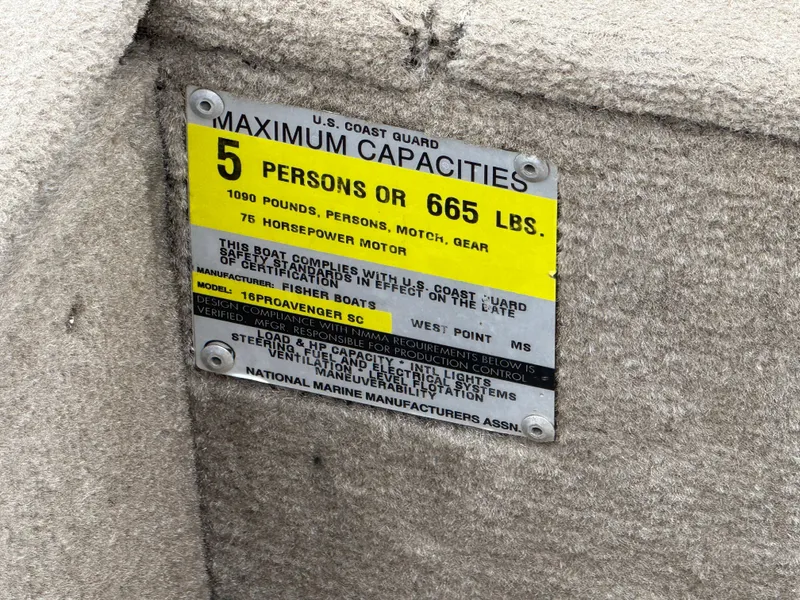 U.S. COAST GUARD
MAXIMUM CAPACITIES
5 PERSONS OR 665 LBS.
1090 POUNDS, PERSONS, MOTCH, GEAR
75 HORSEPOWER MOTOR
THIS BOAT COMPLIES WITH U.S. COAST GUARD
SAFETY STANDARDS IN EFFECT ON THE DATE
OF CERTIFICATION
MANUFACTURER: FISHER BOATS
MODEL: 16PROAVENGER SC WEST POINT MS
DESIGN COMPLIANCE WITH NMMA REQUIREMENTS BELOW IS
VERIFIED. MFGR. RESPONSIBLE FOR PRODUCTION CONTROL
LOAD & HP CAPACITY • INTL LIGHTS
STEERING, FUEL AND ELECTRICAL SYSTEMS
VENTILATION • LEVEL FLOTATION
MANEUVERABILITY
NATIONAL MARINE MANUFACTURERS ASSN.